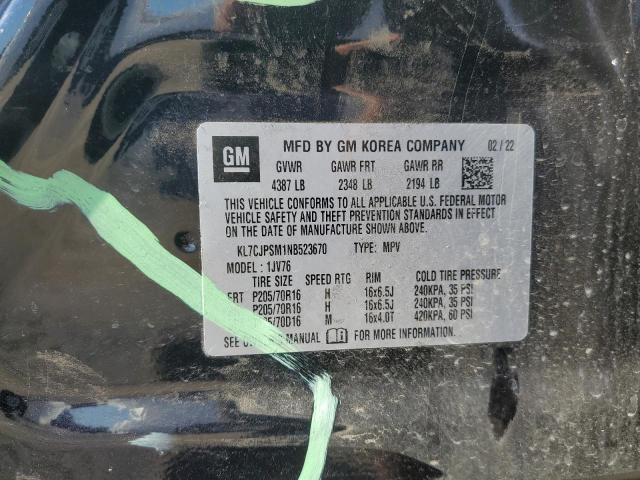 GM
MFD BY GM KOREA COMPANY 02 / 22
GVWR GAWR FRT GAWR RR
4387 LB 2348 LB 2194 LB
THIS VEHICLE CONFORMS TO ALL APPLICABLE U.S. FEDERAL MOTOR
VEHICLE SAFETY AND THEFT PREVENTION STANDARDS IN EFFECT
ON THE DATE OF MANUFACTURE SHOWN ABOVE.
KL7CJPSM1NB523670 TYPE: MPV
MODEL : 1JV76 SPEED RTG RIM COLD TIRE PRESSURE
FRT P205/70R16 H 16x6.5J 240KPA, 35 PSI
P205/70R16 H 16x6.5J 240KPA, 35 PSI
/70D16 M 16x4.0T 420KPA, 60 PSI
SEE MANUAL FOR MORE INFORMATION.